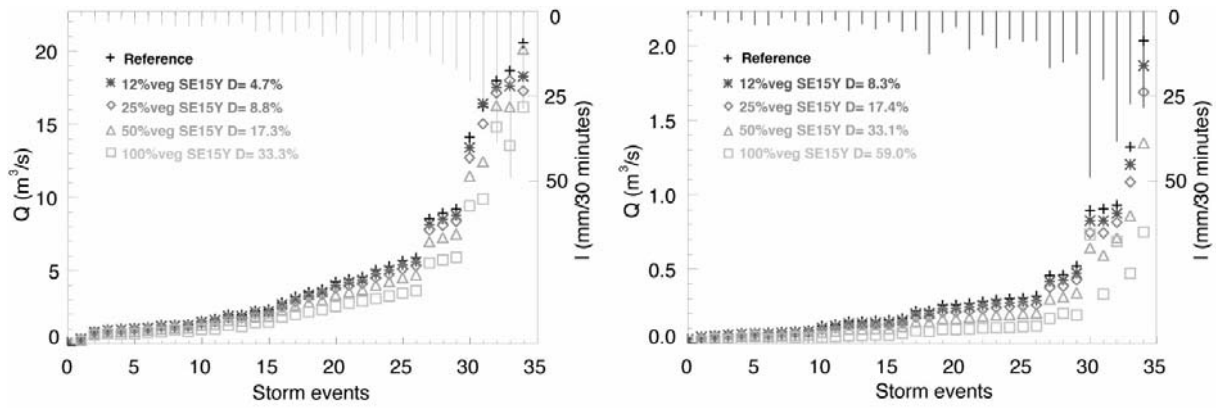 20
15
10
5
0
Q (m³/s)
+ Reference
12%veg SE15Y D= 4.7%
25%veg SE15Y D= 8.8%
50%veg SE15Y D= 17.3%
100%veg SE15Y D= 33.3%
0
25
50
I (mm/30 minutes)
0 5 10 15 20 25 30 35
Storm events
2.0
1.5
1.0
0.5
0.0
Q (m³/s)
+ Reference
12%veg SE15Y D= 8.3%
25%veg SE15Y D= 17.4%
50%veg SE15Y D= 33.1%
100%veg SE15Y D= 59.0%
0
25
50
I (mm/30 minutes)
0 5 10 15 20 25 30 35
Storm events